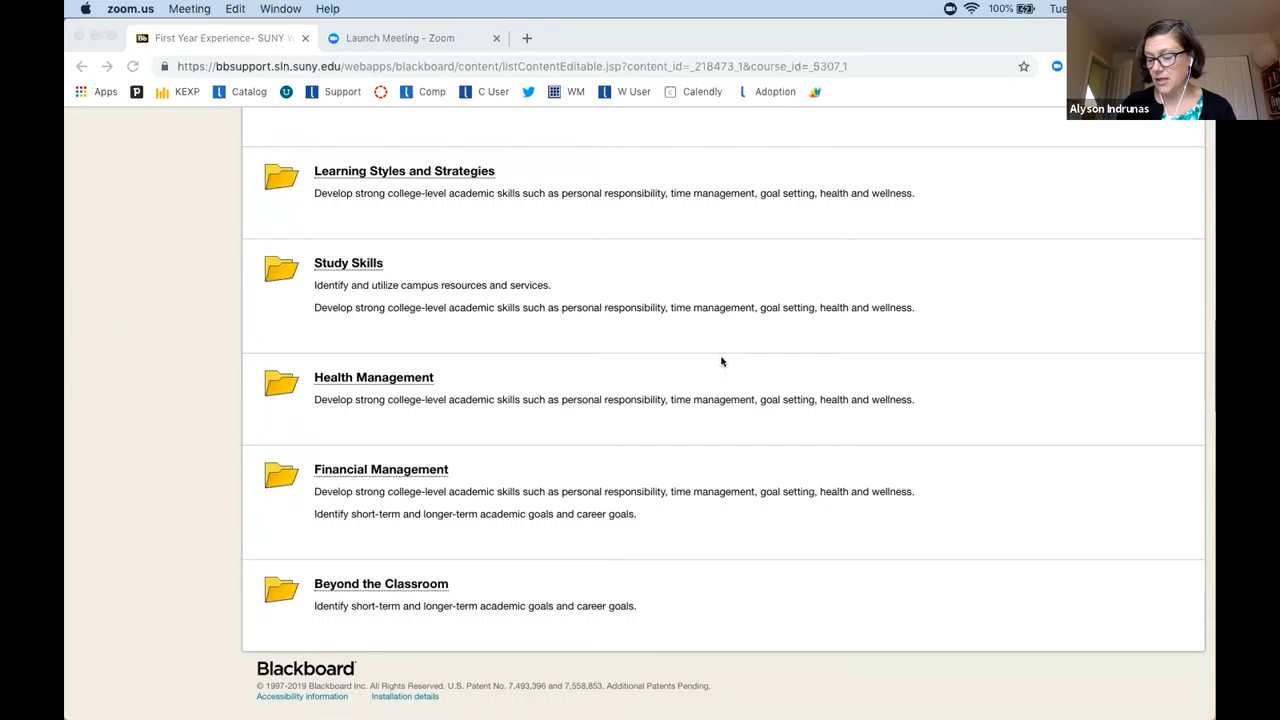 zoom.us Meeting Edit Window Help 100% Tue
First Year Experience- SUNY Launch Meeting - Zoom
https://bbsupport.sln.suny.edu/webapps/blackboard/content/listContentEditable.jsp?content_id=_218473_1&course_id=_5307_1
Apps KEXP Catalog Support Comp C User WM W User Calendly Adoption
Alyson Indrunas
Learning Styles and Strategies
Develop strong college-level academic skills such as personal responsibility, time management, goal setting, health and wellness.
Study Skills
Identify and utilize campus resources and services.
Develop strong college-level academic skills such as personal responsibility, time management, goal setting, health and wellness.
Health Management
Develop strong college-level academic skills such as personal responsibility, time management, goal setting, health and wellness.
Financial Management
Develop strong college-level academic skills such as personal responsibility, time management, goal setting, health and wellness.
Identify short-term and longer-term academic goals and career goals.
Beyond the Classroom
Identify short-term and longer-term academic goals and career goals.
Blackboard
© 1997-2019 Blackboard Inc. All Rights Reserved. U.S. Patent No. 7,493,396 and 7,558,853. Additional Patents Pending.
Accessibility information Installation details